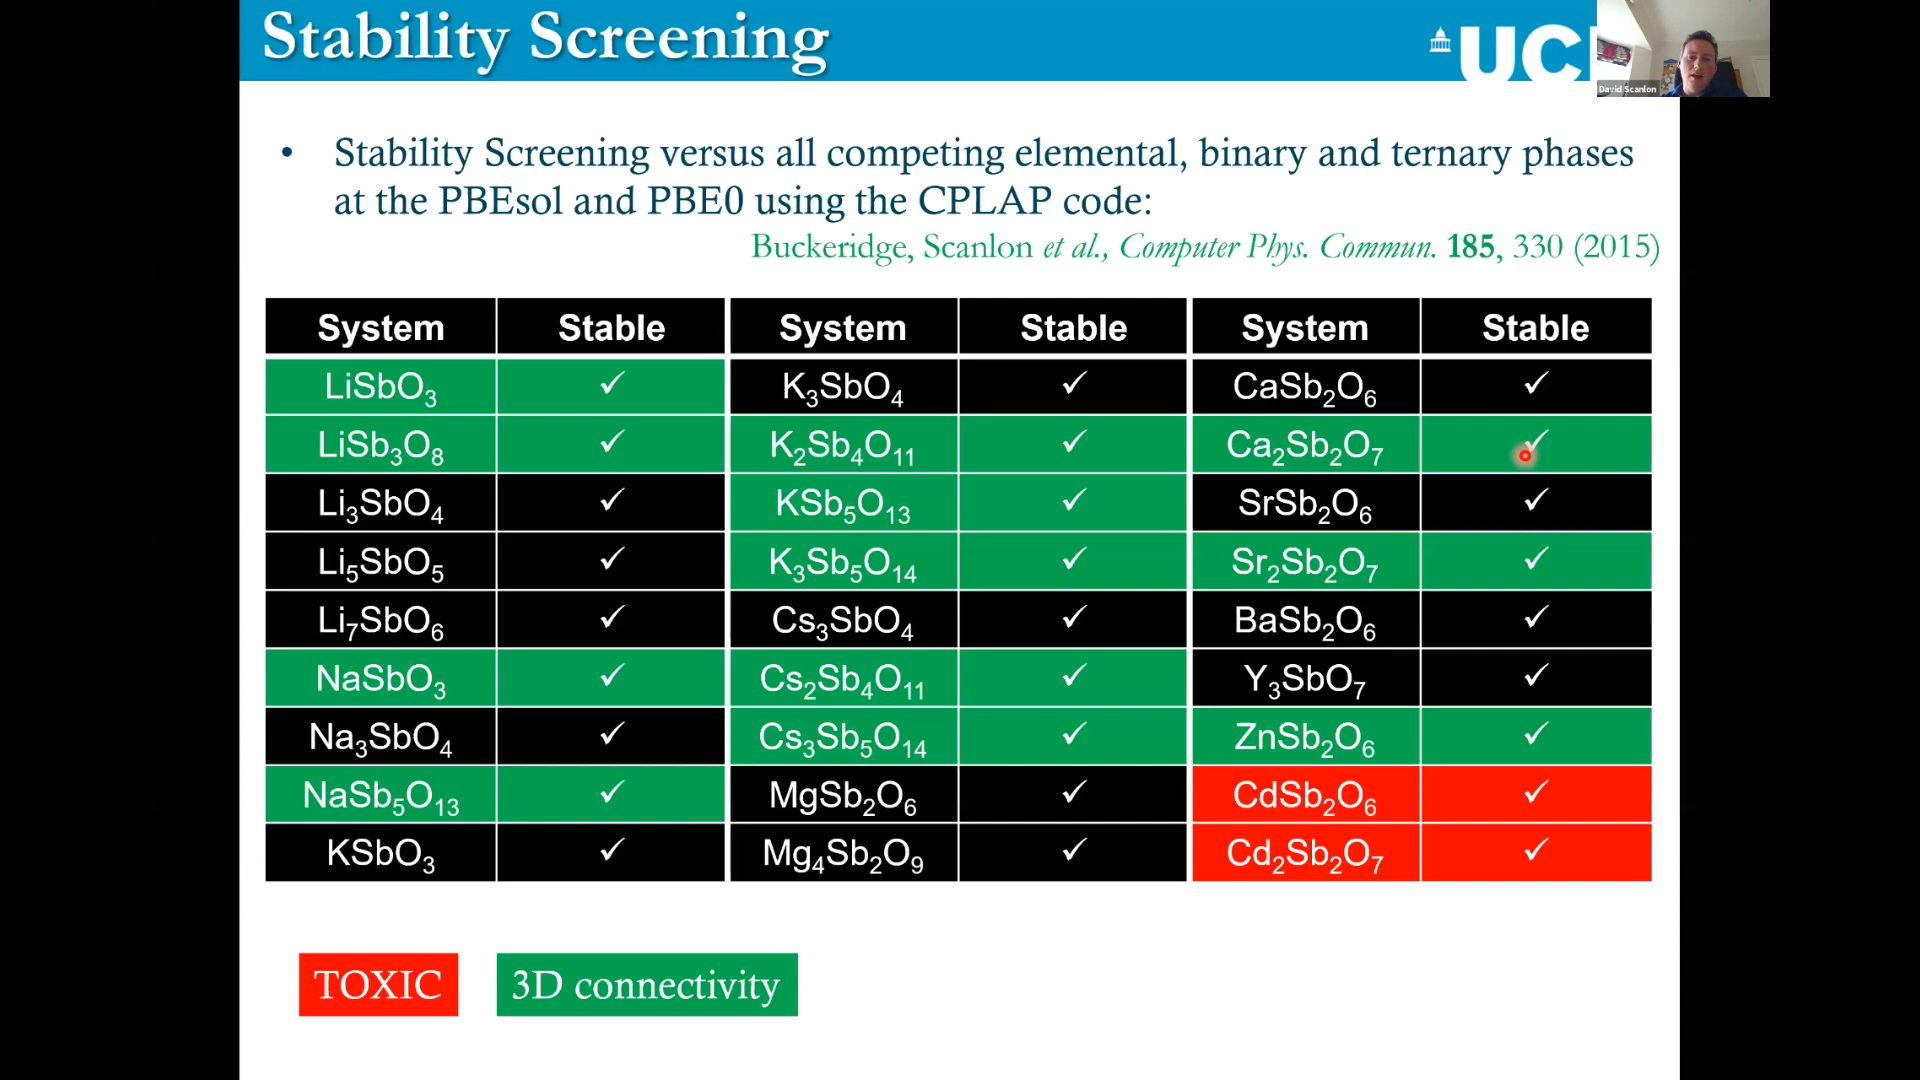 Stability Screening
UCL
David Scanlon
• Stability Screening versus all competing elemental, binary and ternary phases
at the PBEsol and PBE0 using the CPLAP code:
Buckeridge, Scanlon et al., Computer Phys. Commun. 185, 330 (2015)
System Stable System Stable System Stable
LiSbO₃ ✓ K₃SbO₄ ✓ CaSb₂O₆ ✓
LiSb₃O₈ ✓ K₂Sb₄O₁₁ ✓ Ca₂Sb₂O₇ ✓
Li₃SbO₄ ✓ KSb₅O₁₃ ✓ SrSb₂O₆ ✓
Li₅SbO₅ ✓ K₃Sb₅O₁₄ ✓ Sr₂Sb₂O₇ ✓
Li₇SbO₆ ✓ Cs₃SbO₄ ✓ BaSb₂O₆ ✓
NaSbO₃ ✓ Cs₂Sb₄O₁₁ ✓ Y₃SbO₇ ✓
Na₃SbO₄ ✓ Cs₃Sb₅O₁₄ ✓ ZnSb₂O₆ ✓
NaSb₅O₁₃ ✓ MgSb₂O₆ ✓ CdSb₂O₆ ✓
KSbO₃ ✓ Mg₄Sb₂O₉ ✓ Cd₂Sb₂O₇ ✓
TOXIC 3D connectivity